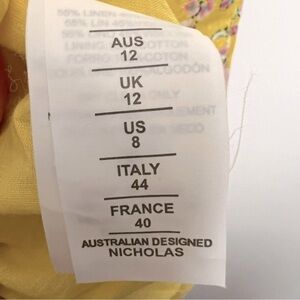 AUS
12
UK
12
US
8
ITALY
44
FRANCE
40
AUSTRALIAN DESIGNED
NICHOLAS